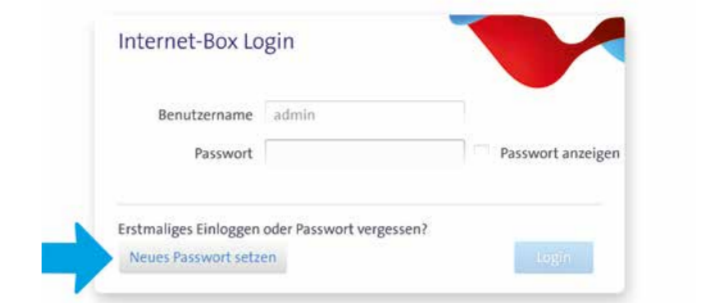 Internet-Box Login
Benutzername admin
Passwort Passwort anzeigen
Erstmaliges Einloggen oder Passwort vergessen?
Neues Passwort setzen Login